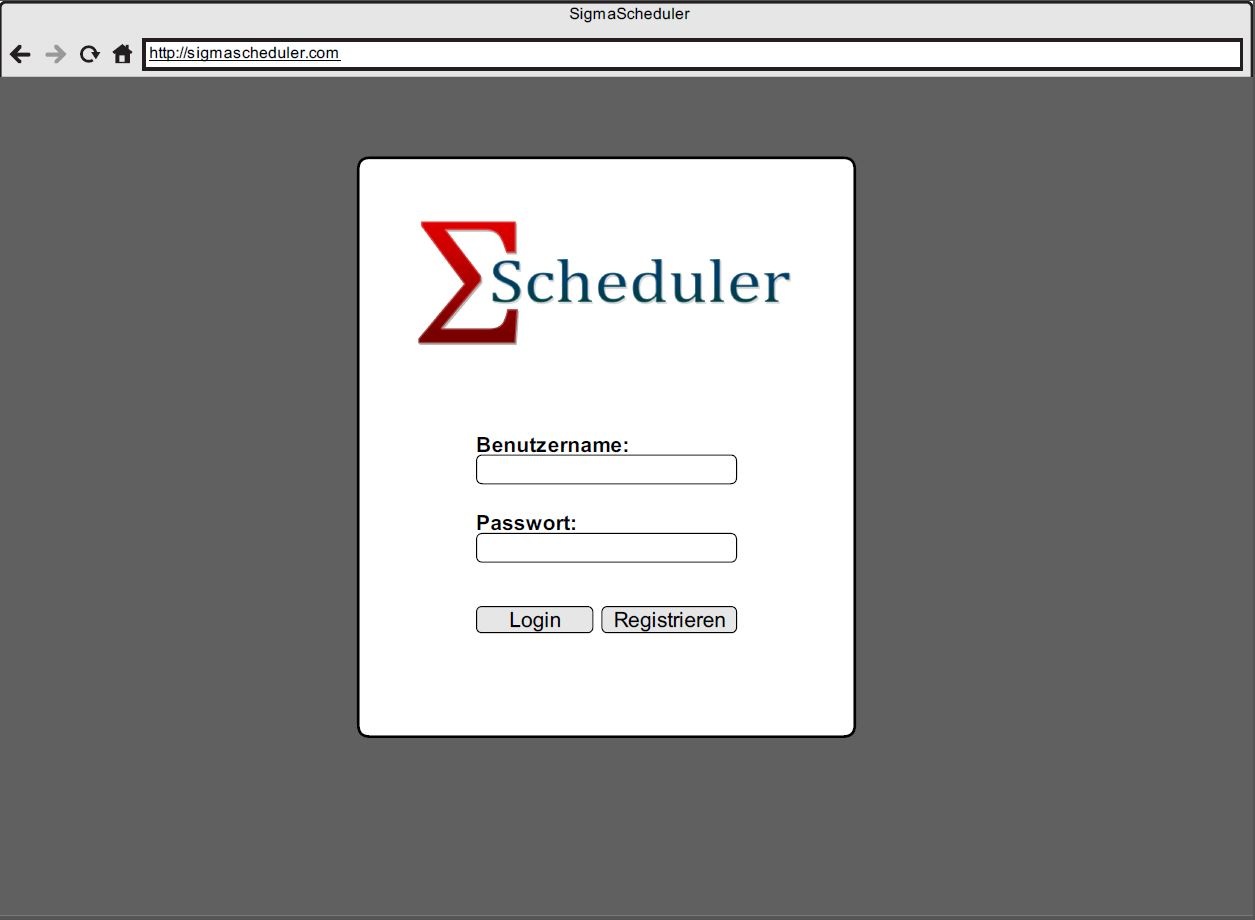 SigmaScheduler
http://sigmascheduler.com
ΣScheduler
Benutzername:
Passwort:
Login Registrieren